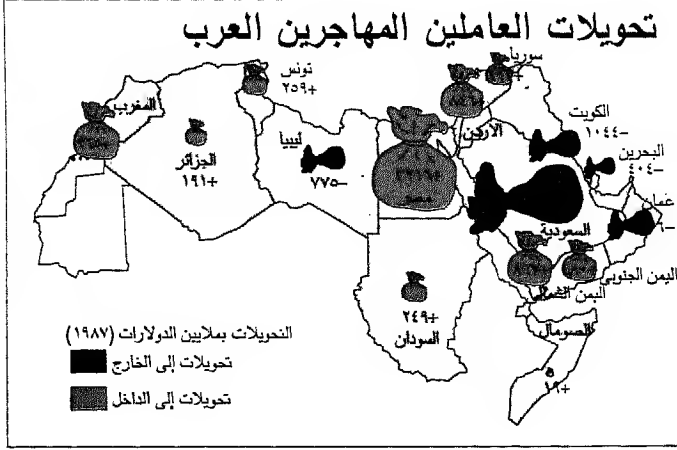 تحويلات العاملين المهاجرين العرب
سوريا
تونس
+٢٥٩
المغرب
الكويت
−١٠٤٤
الأردن
ليبيا
البحرين
−٤٠٤
الجزائر
+١٩١
−٧٧٥
مصر
عمان
السعودية
اليمن الجنوبي
اليمن الشمالي
+٢٤٩
السودان
الصومال
+١٩
التحويلات بملايين الدولارات (١٩٨٧)
تحويلات إلى الخارج
تحويلات إلى الداخل